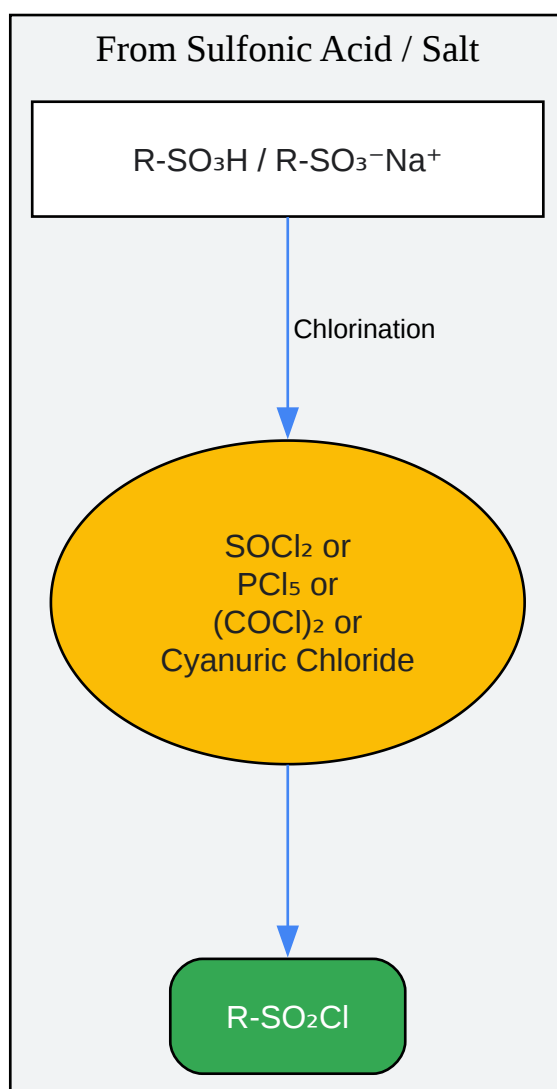 From Sulfonic Acid / Salt
R-SO₃H / R-SO₃⁻Na⁺
Chlorination
SOCl₂ or
PCl₅ or
(COCl)₂ or
Cyanuric Chloride
R-SO₂Cl